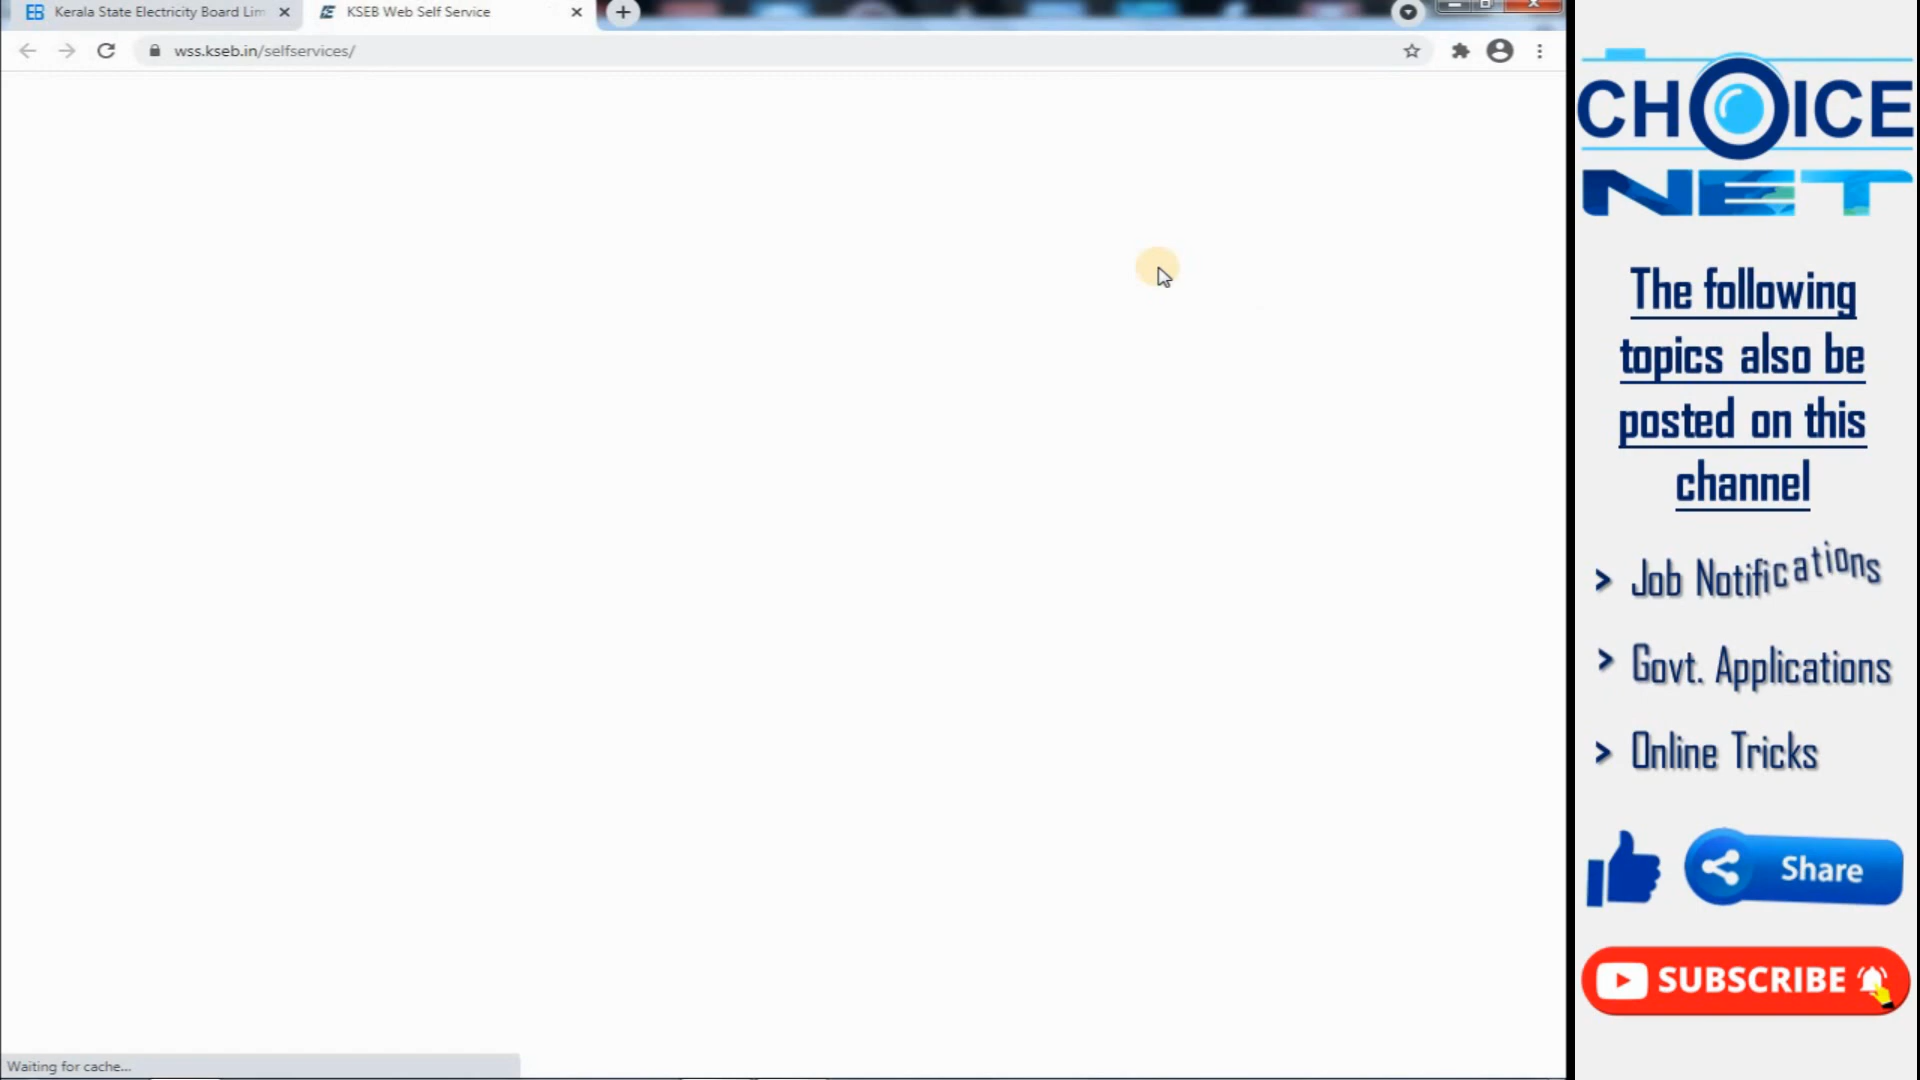 Kerala State Electricity Board Lim
KSEB Web Self Service
wss.kseb.in/selfservices/
CHOICE
NET
The following
topics also be
posted on this
channel
> Job Notifications
> Govt. Applications
> Online Tricks
Share
SUBSCRIBE
Waiting for cache...